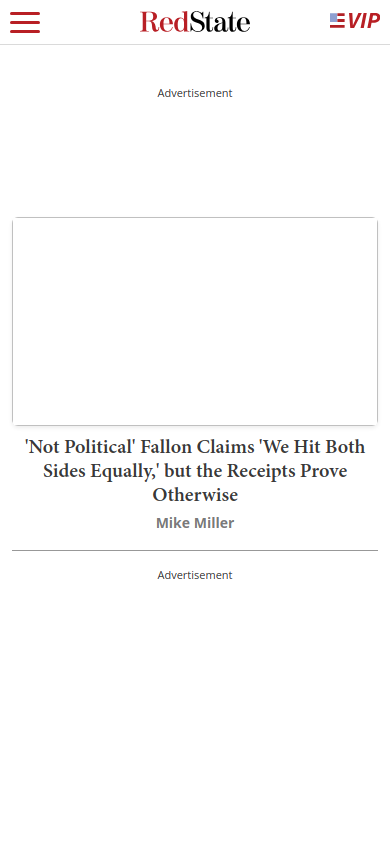 RedState
VIP
Advertisement
'Not Political' Fallon Claims 'We Hit Both
Sides Equally,' but the Receipts Prove
Otherwise
Mike Miller
Advertisement